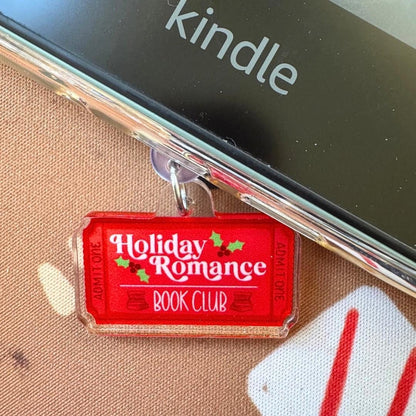 kindle
ADMIT ONE
Holiday
Romance
BOOK CLUB
ADMIT ONE